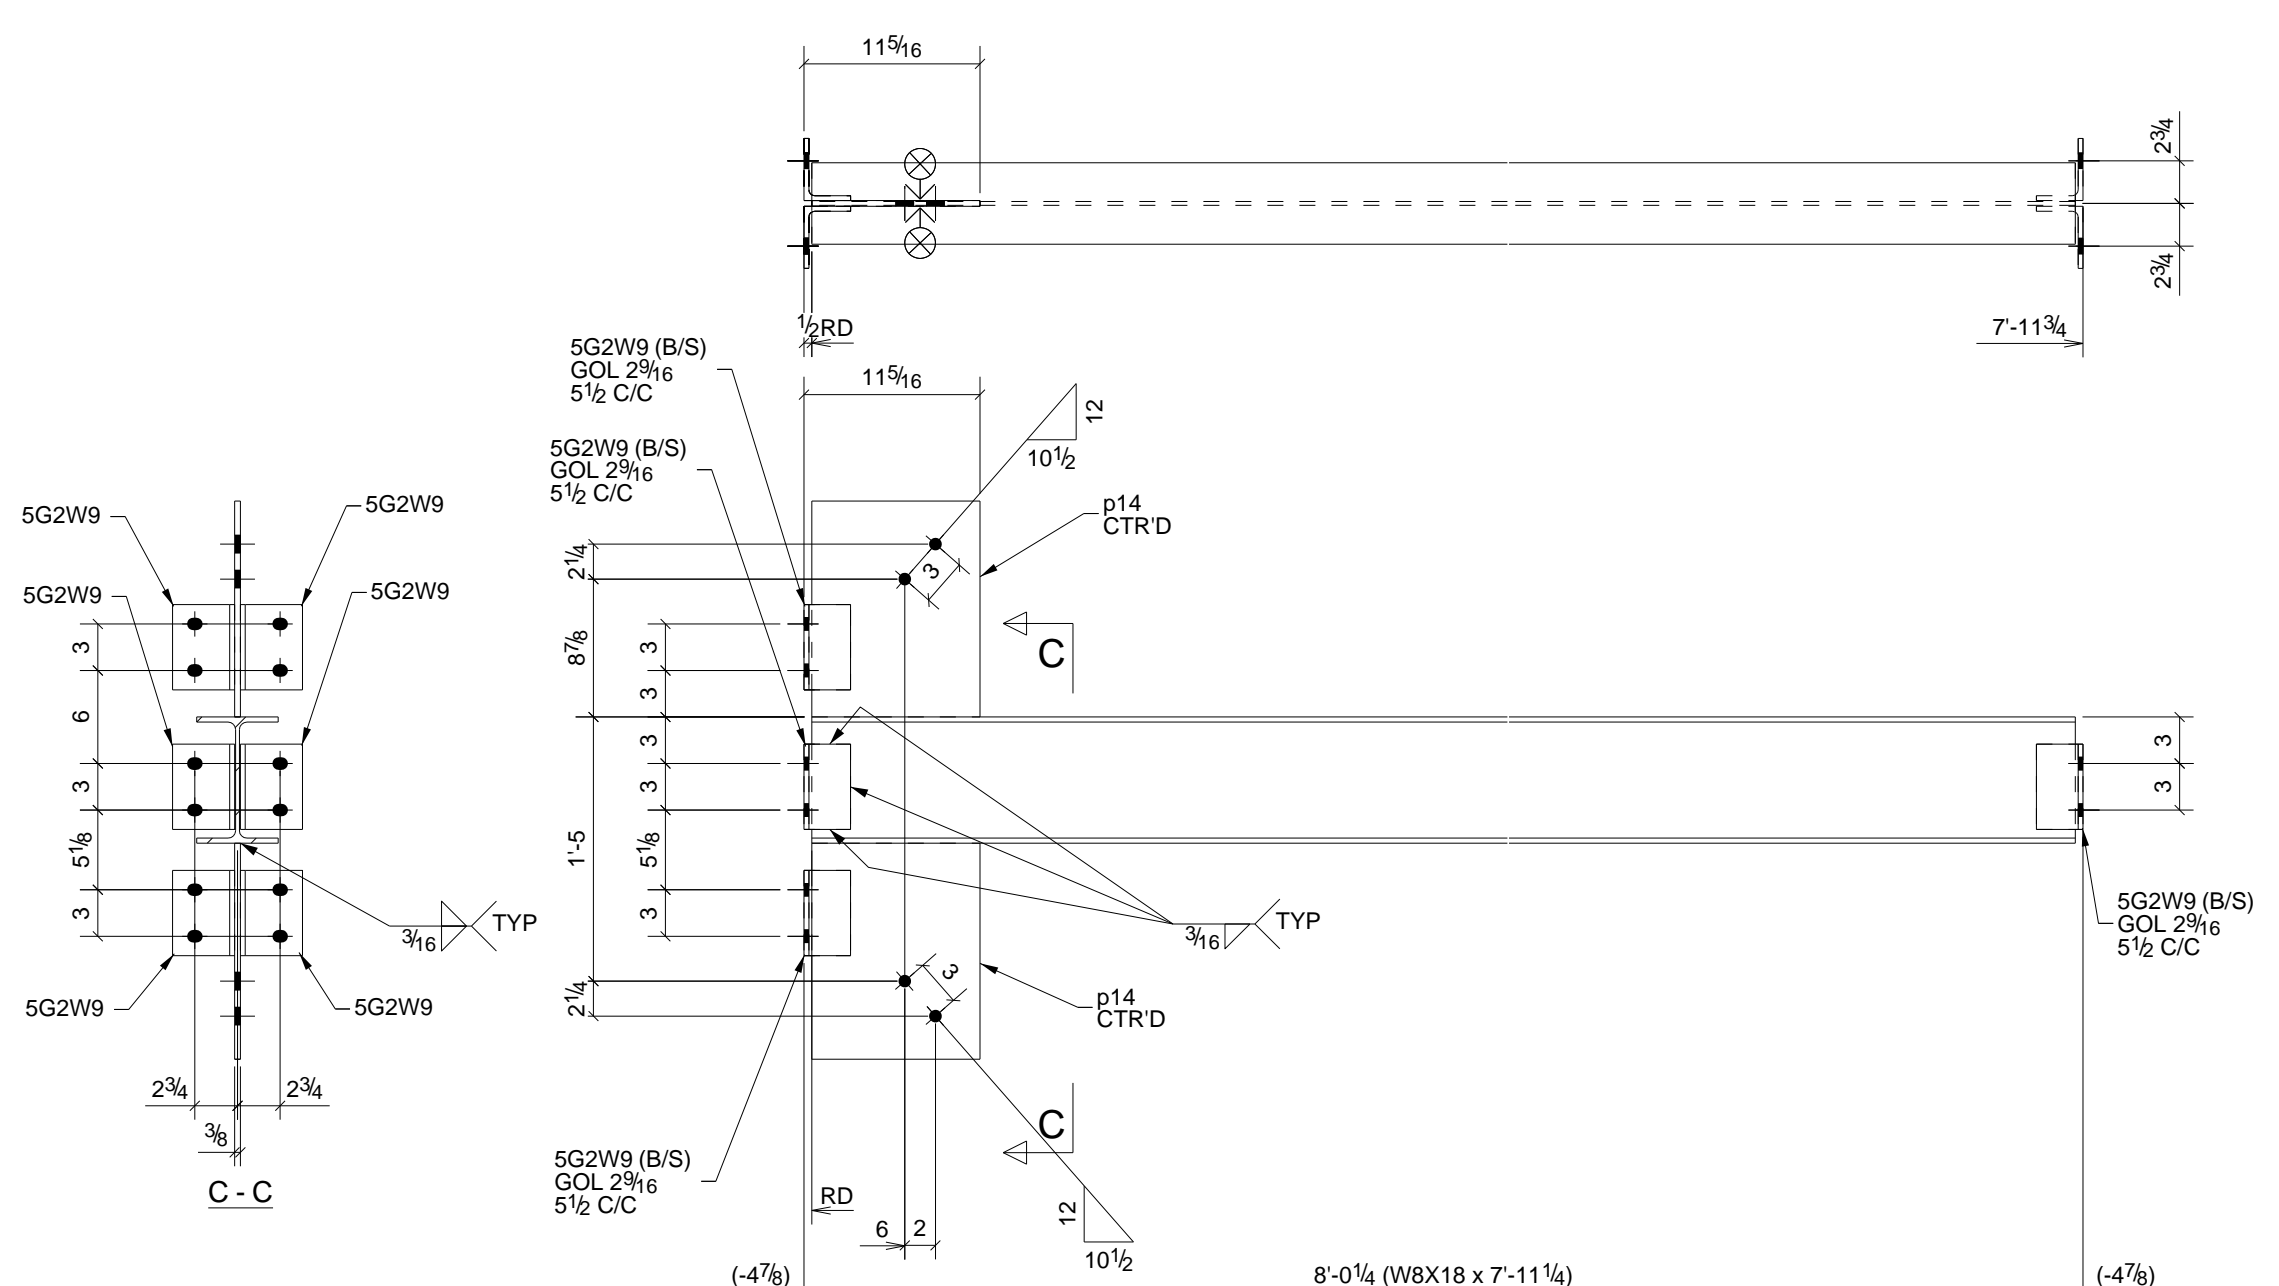 11 5/16
2 3/4
2 3/4
1/2 RD
7'-11 3/4
5G2W9 (B/S)
GOL 2 9/16
5 1/2 C/C
11 5/16
12
10 1/2
5G2W9 (B/S)
GOL 2 9/16
5 1/2 C/C
p14
CTR'D
5G2W9
5G2W9
5G2W9
5G2W9
3
6
3
5 1/8
3
3/16
TYP
5G2W9
5G2W9
2 3/4
2 3/4
3/8
C - C
2 1/4
8 7/8
1'-5
2 1/4
3
3
3
3
5 1/8
3
3
C
3
3
3/16
TYP
5G2W9 (B/S)
GOL 2 9/16
5 1/2 C/C
3
p14
CTR'D
C
5G2W9 (B/S)
GOL 2 9/16
5 1/2 C/C
RD
6
2
12
10 1/2
(-4 7/8)
8'-0 1/4 (W8X18 x 7'-11 1/4)
(-4 7/8)